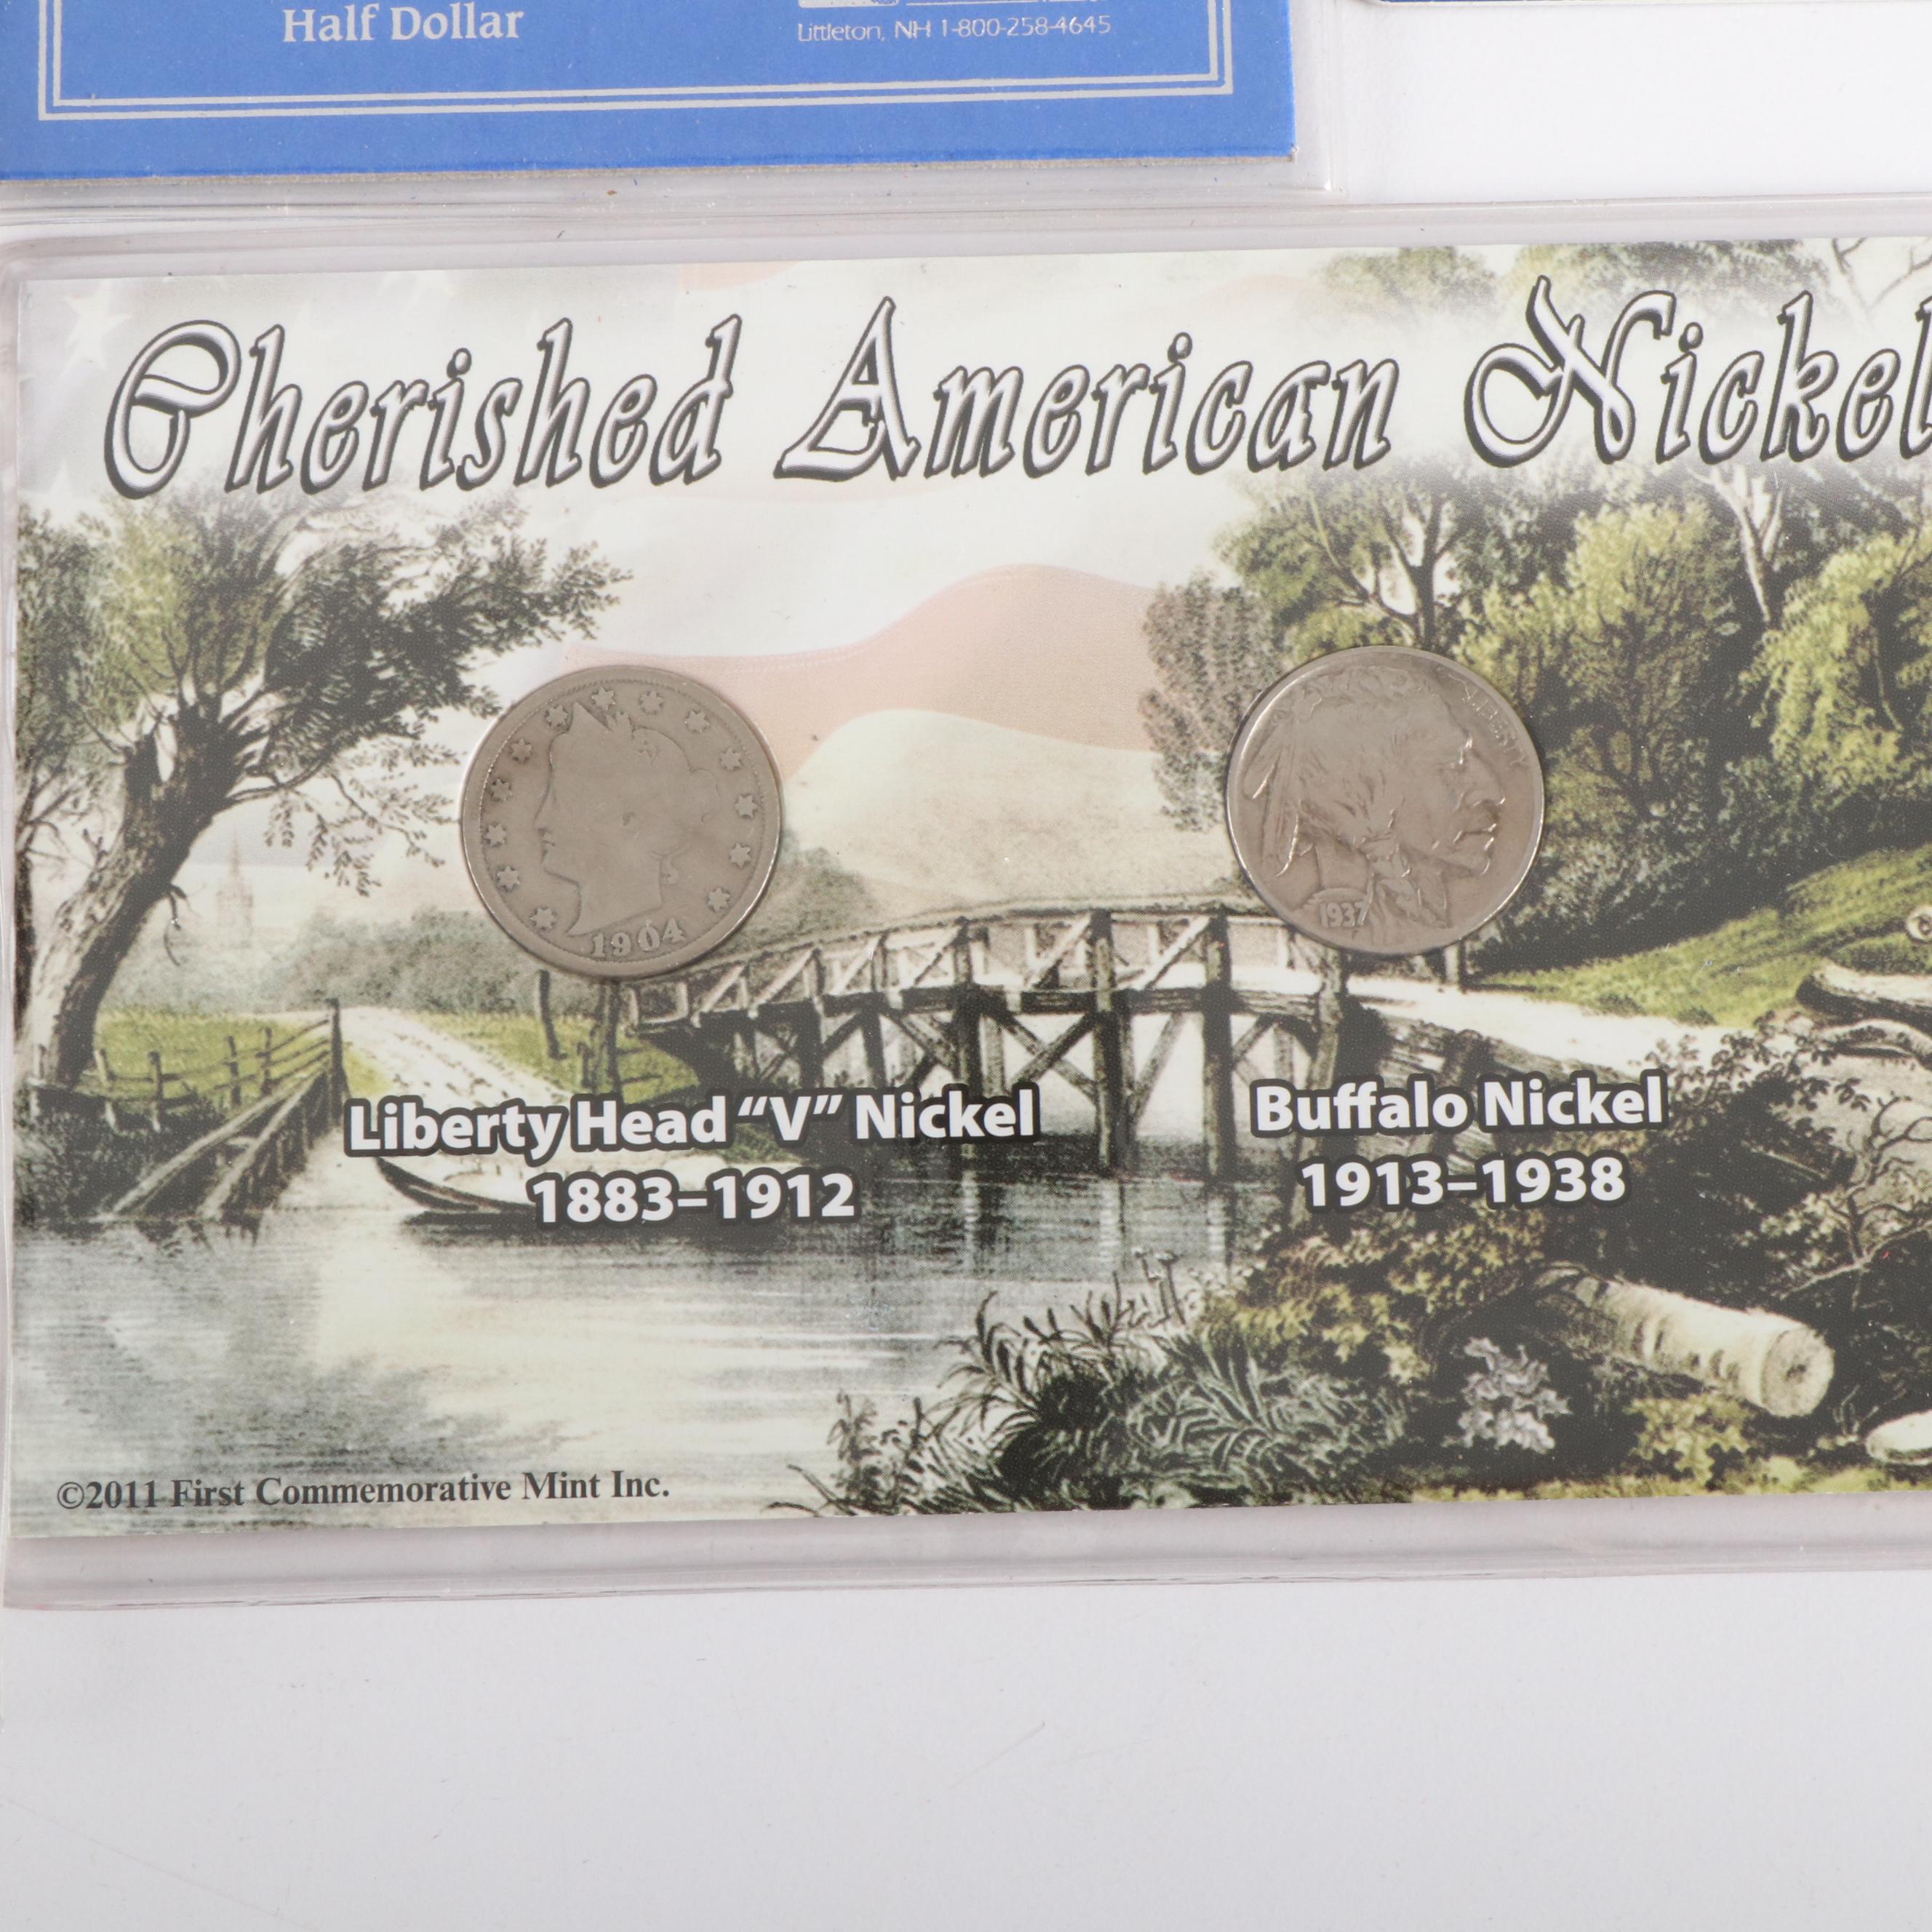 Half Dollar
Littleton, NH 1-800-258-4645
Cherished American Nickel
1904
LIBERTY
1937
Liberty Head “V” Nickel
1883–1912
Buffalo Nickel
1913–1938
©2011 First Commemorative Mint Inc.